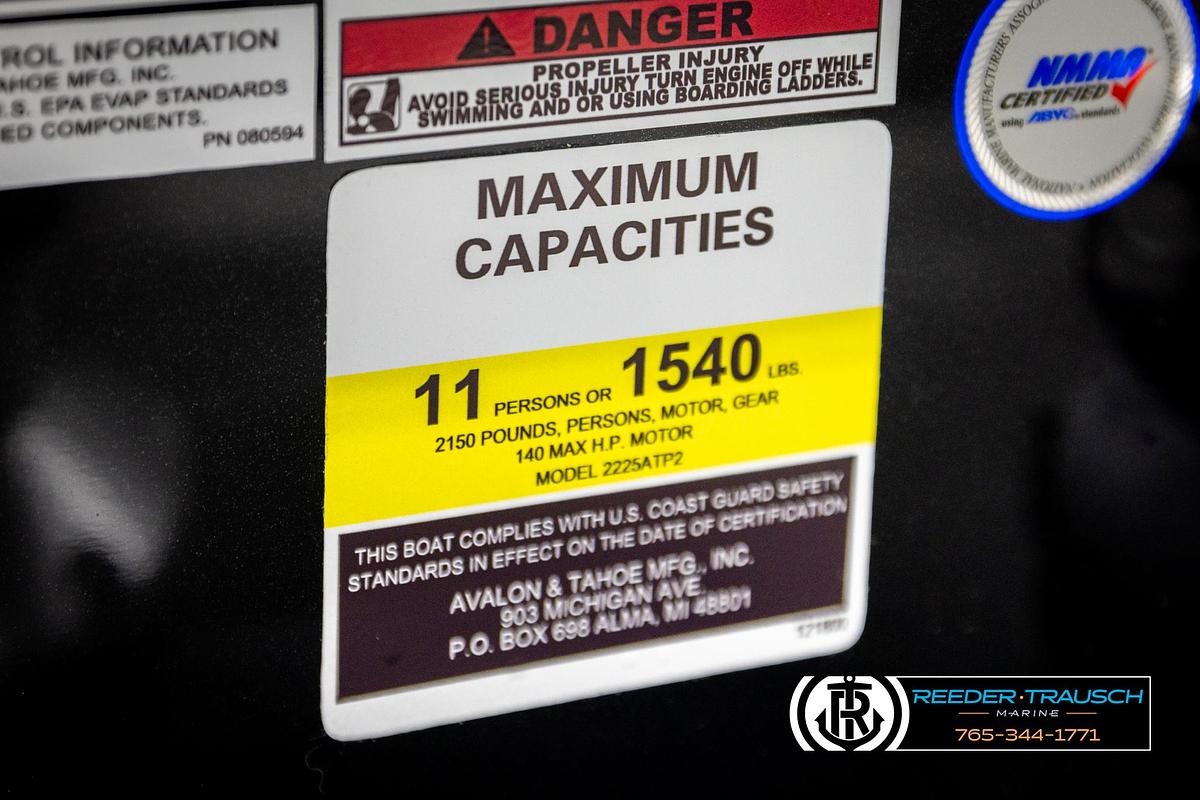 ROL INFORMATION
AHOE MFG. INC.
.S. EPA EVAP STANDARDS
ED COMPONENTS.
PN 080594
DANGER
PROPELLER INJURY
AVOID SERIOUS INJURY TURN ENGINE OFF WHILE
SWIMMING AND OR USING BOARDING LADDERS.
NMMA
CERTIFIED
using ABYC standards
MAXIMUM
CAPACITIES
11 PERSONS OR 1540 LBS.
2150 POUNDS, PERSONS, MOTOR, GEAR
140 MAX H.P. MOTOR
MODEL 2225ATP2
THIS BOAT COMPLIES WITH U.S. COAST GUARD SAFETY
STANDARDS IN EFFECT ON THE DATE OF CERTIFICATION
AVALON & TAHOE MFG., INC.
903 MICHIGAN AVE.
P.O. BOX 698 ALMA, MI 48801
REEDER·TRAUSCH
MARINE
765-344-1771